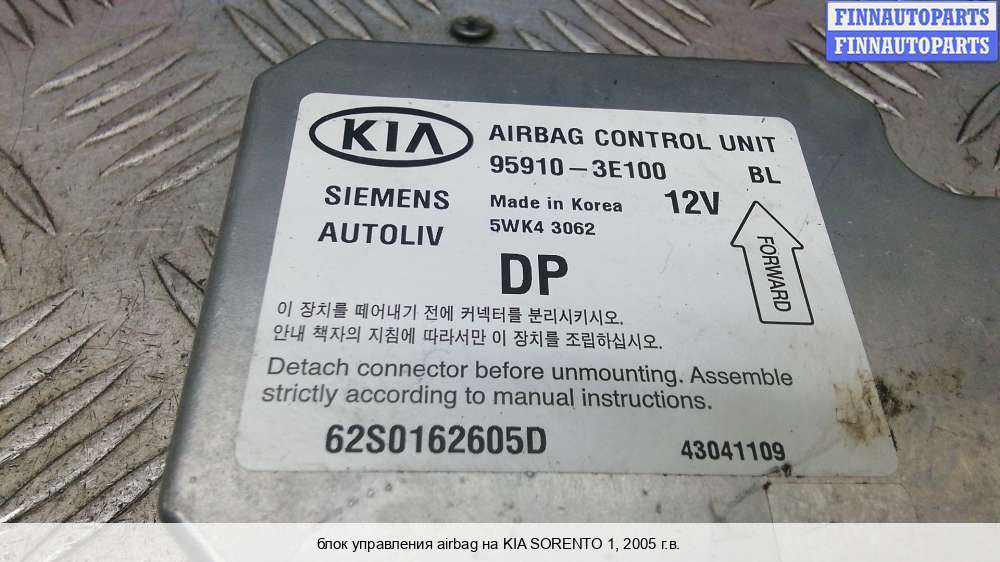 FINNAUTOPARTS
FINNAUTOPARTS
KIA
AIRBAG CONTROL UNIT
95910-3E100
BL
SIEMENS
AUTOLIV
Made in Korea
12V
5WK4 3062
DP
FORWARD
이 장치를 떼어내기 전에 커넥터를 분리시키시오.
안내 책자의 지침에 따라서만 이 장치를 조립하십시오.
Detach connector before unmounting. Assemble
strictly according to manual instructions.
62S0162605D
43041109
блок управления airbag на KIA SORENTO 1, 2005 г.в.